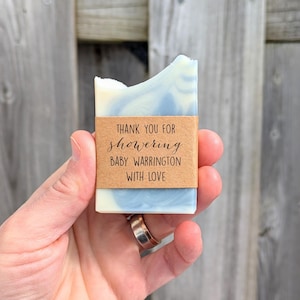 THANK YOU FOR
showering
BABY WARRINGTON
WITH LOVE